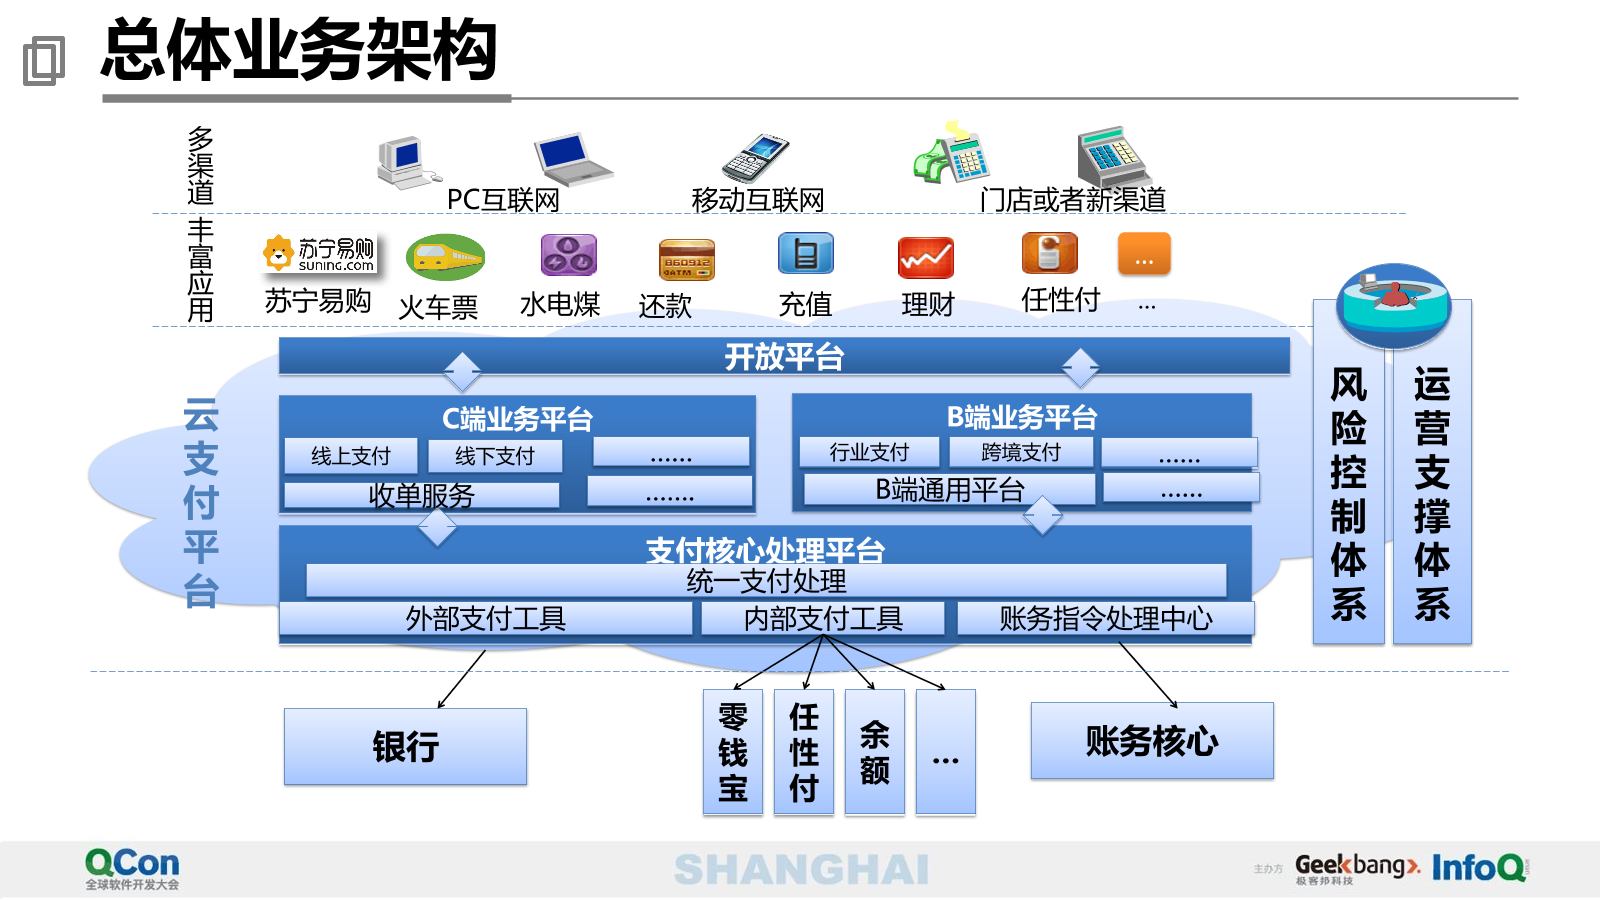 总体业务架构
多渠道
PC互联网
移动互联网
门店或者新渠道
丰富应用
苏宁易购
suning.com
苏宁易购
火车票
水电煤
860912
ATM
还款
充值
理财
任性付
...
...
云支付平台
开放平台
C端业务平台
线上支付
线下支付
......
收单服务
.......
B端业务平台
行业支付
跨境支付
......
B端通用平台
......
支付核心处理平台
统一支付处理
外部支付工具
内部支付工具
账务指令处理中心
风险控制体系
运营支撑体系
银行
零钱宝
任性付
余额
...
账务核心
QCon
全球软件开发大会
SHANGHAI
主办方
Geekbang>.
极客邦科技
InfoQ